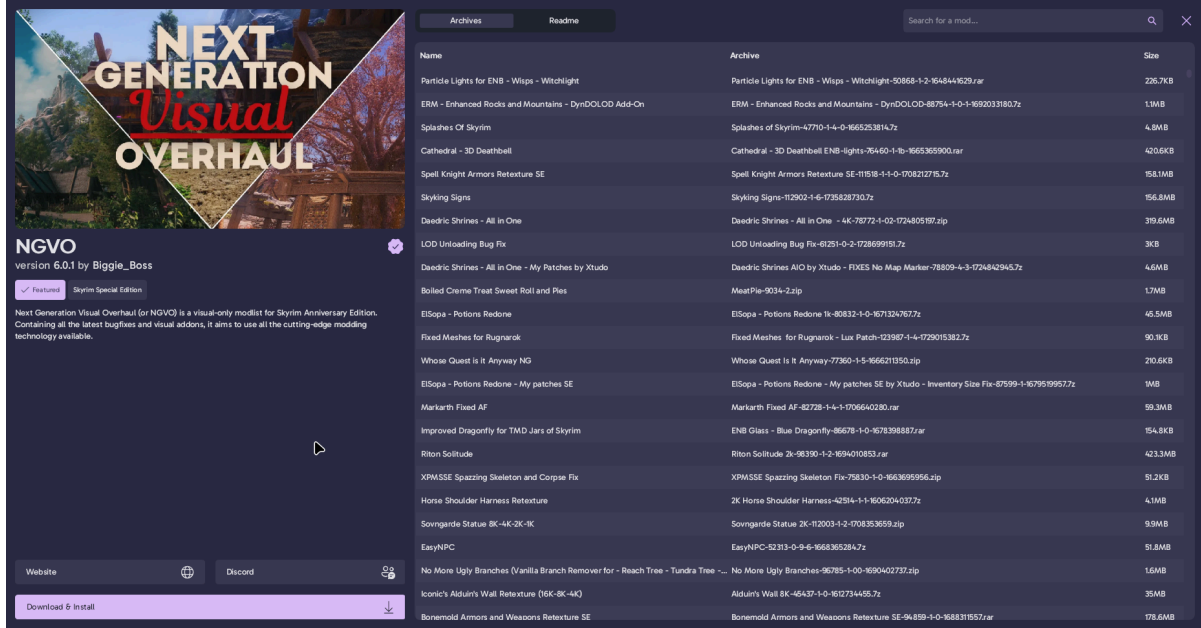 NEXT
GENERATION
Visual
OVERHAUL
NGVO
version 6.0.1 by Biggie_Boss
Featured Skyrim Special Edition
Next Generation Visual Overhaul (or NGVO) is a visual-only modlist for Skyrim Anniversary Edition.
Containing all the latest bugfixes and visual addons, it aims to use all the cutting-edge modding
technology available.
Website Discord
Download & Install
Archives Readme Search for a mod...
Name Archive Size
Particle Lights for ENB - Wisps - Witchlight Particle Lights for ENB - Wisps - Witchlight-50868-1-2-1648441629.rar 226.7KB
ERM - Enhanced Rocks and Mountains - DynDOLOD Add-On ERM - Enhanced Rocks and Mountains - DynDOLOD-88754-1-0-1-1692033180.7z 1.1MB
Splashes Of Skyrim Splashes of Skyrim-47710-1-4-0-1665253814.7z 4.8MB
Cathedral - 3D Deathbell Cathedral - 3D Deathbell ENB-lights-76460-1-1b-1665365900.rar 420.6KB
Spell Knight Armors Retexture SE Spell Knight Armors Retexture SE-111518-1-1-0-1708212715.7z 158.1MB
Skyking Signs Skyking Signs-112902-1-6-1735828730.7z 156.8MB
Daedric Shrines - All in One Daedric Shrines - All in One - 4K-78772-1-02-1724805197.zip 319.6MB
LOD Unloading Bug Fix LOD Unloading Bug Fix-61251-0-2-1728699151.7z 3KB
Daedric Shrines - All in One - My Patches by Xtudo Daedric Shrines AIO by Xtudo - FIXES No Map Marker-78809-4-3-1724842945.7z 4.6MB
Boiled Creme Treat Sweet Roll and Pies MeatPie-9034-2.zip 1.7MB
ElSopa - Potions Redone ElSopa - Potions Redone 1k-80832-1-0-1671324767.7z 45.5MB
Fixed Meshes for Rugnarok Fixed Meshes for Rugnarok - Lux Patch-123987-1-4-1729015382.7z 90.1KB
Whose Quest is it Anyway NG Whose Quest Is It Anyway-77360-1-5-1666211350.zip 210.6KB
ElSopa - Potions Redone - My patches SE ElSopa - Potions Redone - My patches SE by Xtudo - Inventory Size Fix-87599-1-1679519957.7z 1MB
Markarth Fixed AF Markarth Fixed AF-82728-1-4-1-1706640280.rar 59.3MB
Improved Dragonfly for TMD Jars of Skyrim ENB Glass - Blue Dragonfly-86678-1-0-1678398887.rar 154.8KB
Riton Solitude Riton Solitude 2k-98390-1-2-1694010853.rar 423.3MB
XPMSSE Spazzing Skeleton and Corpse Fix XPMSSE Spazzing Skeleton Fix-75830-1-0-1663695956.zip 51.2KB
Horse Shoulder Harness Retexture 2K Horse Shoulder Harness-42514-1-1-1606204037.7z 4.1MB
Sovngarde Statue 8K-4K-2K-1K Sovngarde Statue 2K-112003-1-2-1708353659.zip 9.9MB
EasyNPC EasyNPC-52313-0-9-6-1668365284.7z 51.8MB
No More Ugly Branches (Vanilla Branch Remover for - Reach Tree - Tundra Tree -... No More Ugly Branches-96785-1-00-1690402737.zip 1.6MB
Iconic's Alduin's Wall Retexture (16K-8K-4K) Alduin's Wall 8K-45437-1-0-1612734455.7z 35MB
Bonemold Armors and Weapons Retexture SE Bonemold Armors and Weapons Retexture SE-94859-1-0-1688311557.rar 178.6MB